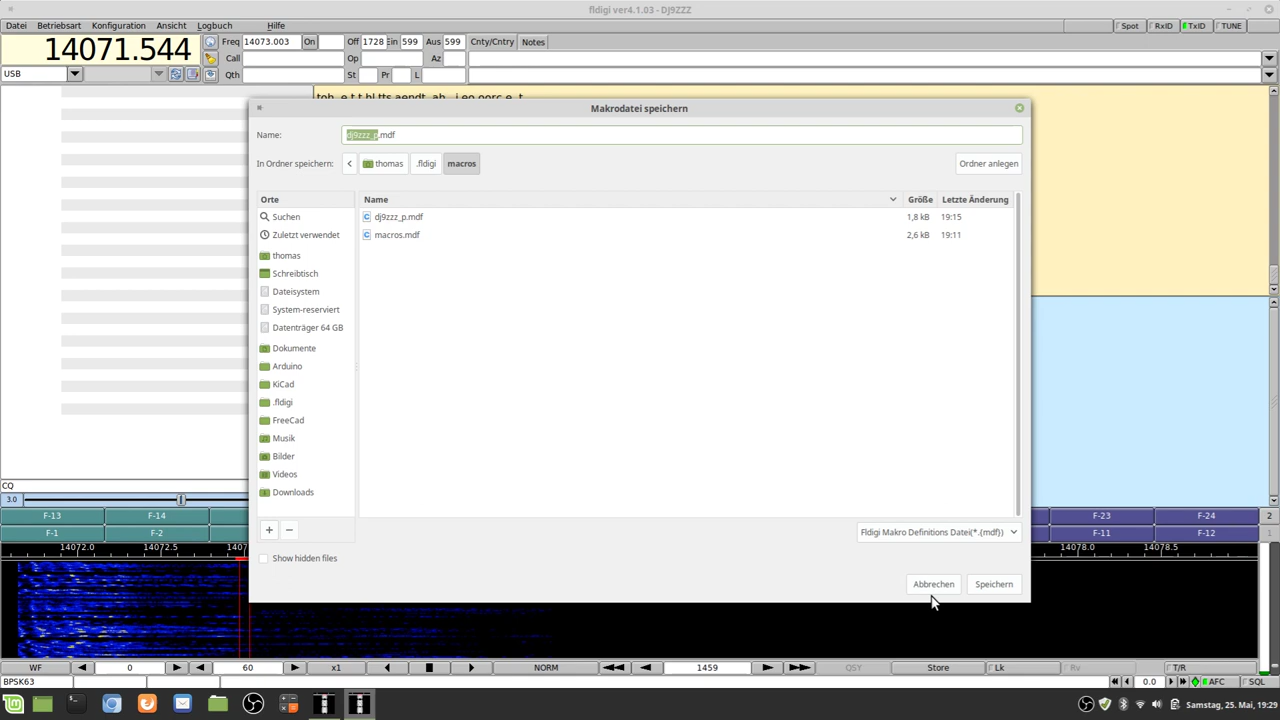 fldigi ver4.1.03 - DJ9ZZZ
Datei Betriebsart Konfiguration Ansicht Logbuch Hilfe
Spot RxID TxID TUNE
14071.544
Freq 14073.003 On Off 1728 Ein 599 Aus 599 Cnty/Cntry Notes
Call Op Az
USB
Qth St Pr L
Makrodatei speichern
Name: dj9zzz_p.mdf
In Ordner speichern: thomas .fldigi macros Ordner anlegen
Orte Name Größe Letzte Änderung
Suchen dj9zzz_p.mdf 1,8 kB 19:15
Zuletzt verwendet macros.mdf 2,6 kB 19:11
thomas
Schreibtisch
Dateisystem
System-reserviert
Datenträger 64 GB
Dokumente
Arduino
KiCad
.fldigi
FreeCad
Musik
Bilder
Videos
Downloads
+ −
Fldigi Makro Definitions Datei(*.{mdf})
Show hidden files
Abbrechen Speichern
CQ
3.0
F-13 F-14 F-23 F-24 2
F-1 F-2 F-11 F-12 1
14072.0 14072.5 1407 14078.0 14078.5
WF 0 60 x1 NORM 1459 QSY Store Lk Rv T/R
BPSK63 0.0 AFC SQL
Samstag, 25. Mai, 19:29